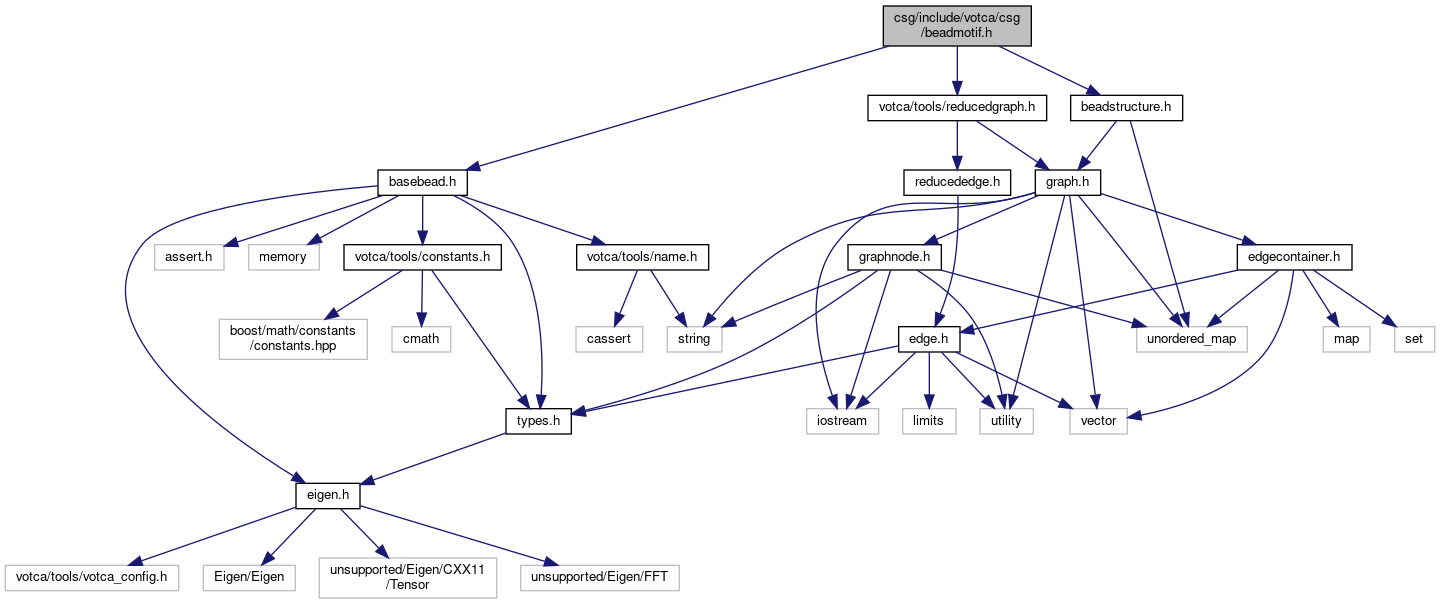 csg/include/votca/csg
/beadmotif.h
votca/tools/reducedgraph.h
beadstructure.h
basebead.h
reducededge.h
graph.h
assert.h
memory
votca/tools/constants.h
votca/tools/name.h
graphnode.h
edgecontainer.h
boost/math/constants
/constants.hpp
cmath
cassert
string
edge.h
unordered_map
map
set
types.h
iostream
limits
utility
vector
eigen.h
votca/tools/votca_config.h
Eigen/Eigen
unsupported/Eigen/CXX11
/Tensor
unsupported/Eigen/FFT